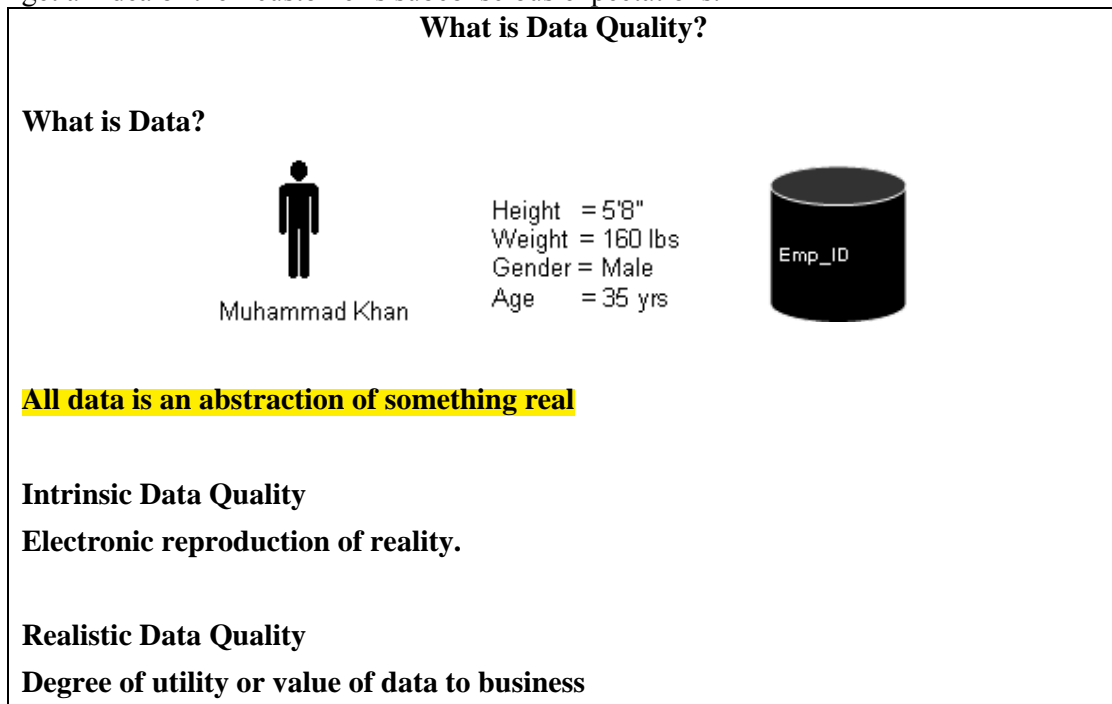 What is Data Quality?
What is Data?
Height = 5'8"
Weight = 160 lbs
Gender = Male
Age = 35 yrs
Emp_ID
Muhammad Khan
All data is an abstraction of something real
Intrinsic Data Quality
Electronic reproduction of reality.
Realistic Data Quality
Degree of utility or value of data to business